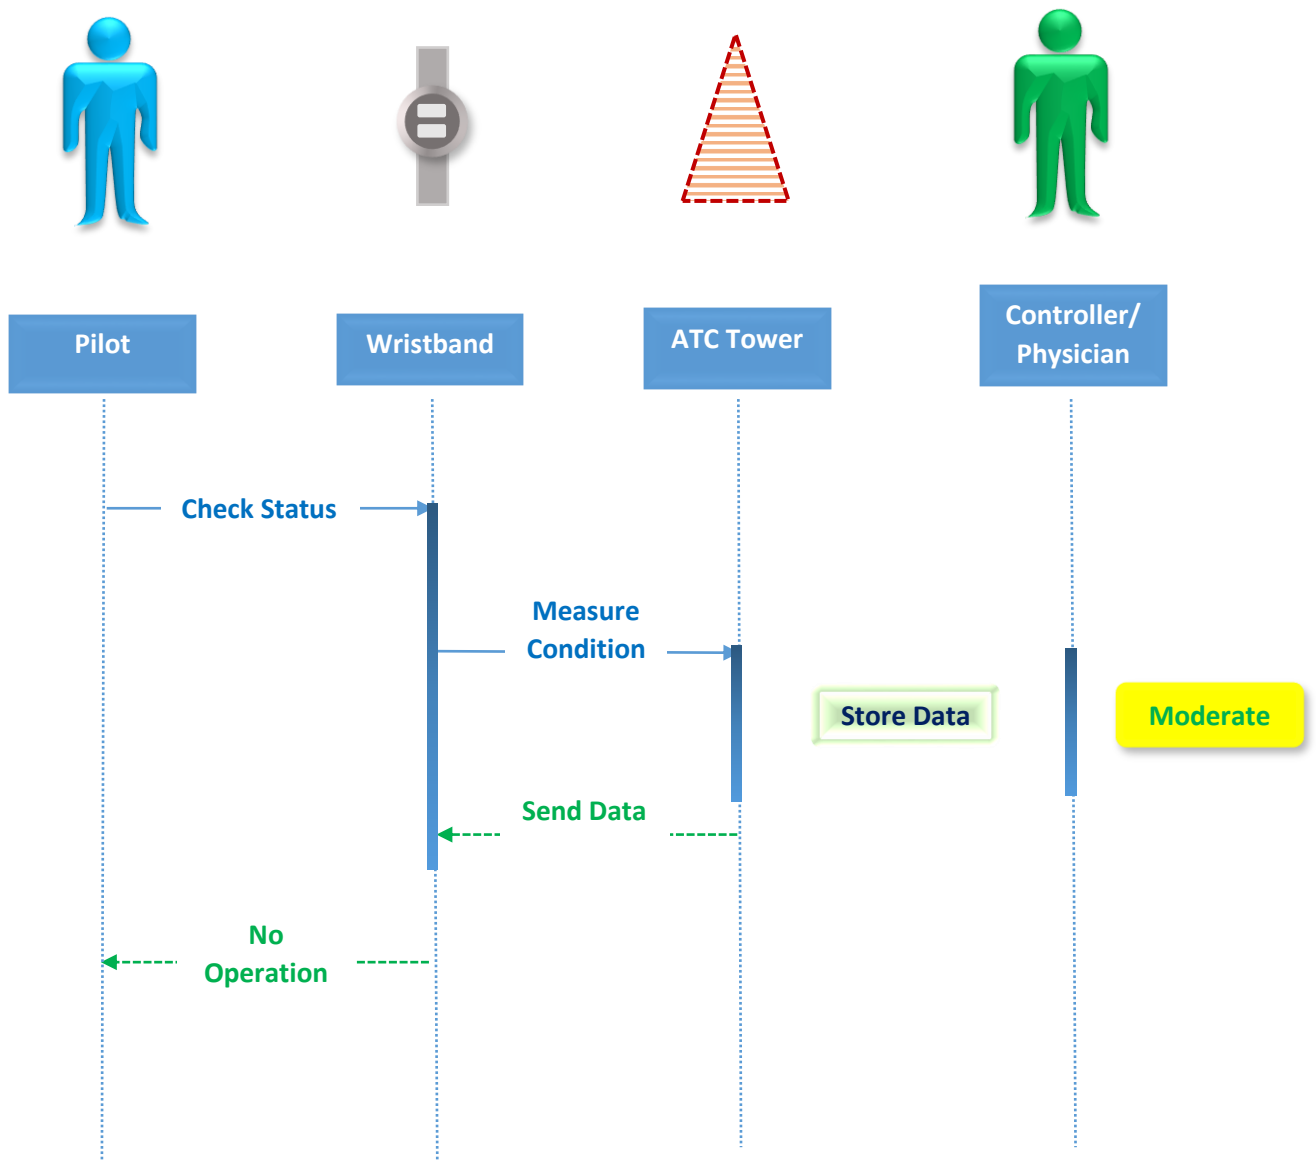 Pilot
Wristband
ATC Tower
Controller/
Physician
Check Status
Measure
Condition
Store Data
Moderate
Send Data
No
Operation